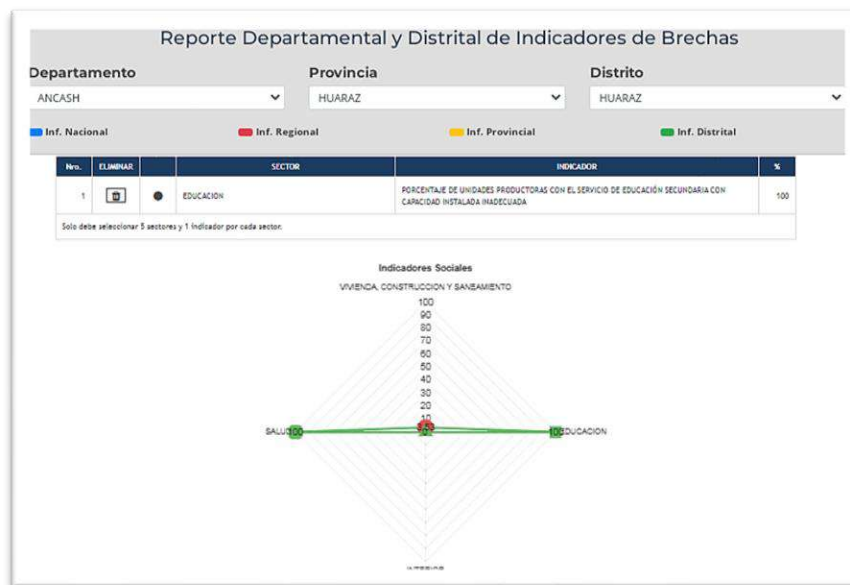 Reporte Departamental y Distrital de Indicadores de Brechas
Departamento Provincia Distrito
ANCASH HUARAZ HUARAZ
Inf. Nacional Inf. Regional Inf. Provincial Inf. Distrital
Nro. ELIMINAR SECTOR INDICADOR %
1 EDUCACION PORCENTAJE DE UNIDADES PRODUCTORAS CON EL SERVICIO DE EDUCACIÓN SECUNDARIA CON 100
CAPACIDAD INSTALADA INADECUADA
Solo debe seleccionar 5 sectores y 1 indicador por cada sector.
Indicadores Sociales
VIVIENDA, CONSTRUCCION Y SANEAMIENTO
100
90
80
70
60
50
40
30
20
10
SALUD 100 100 EDUCACION